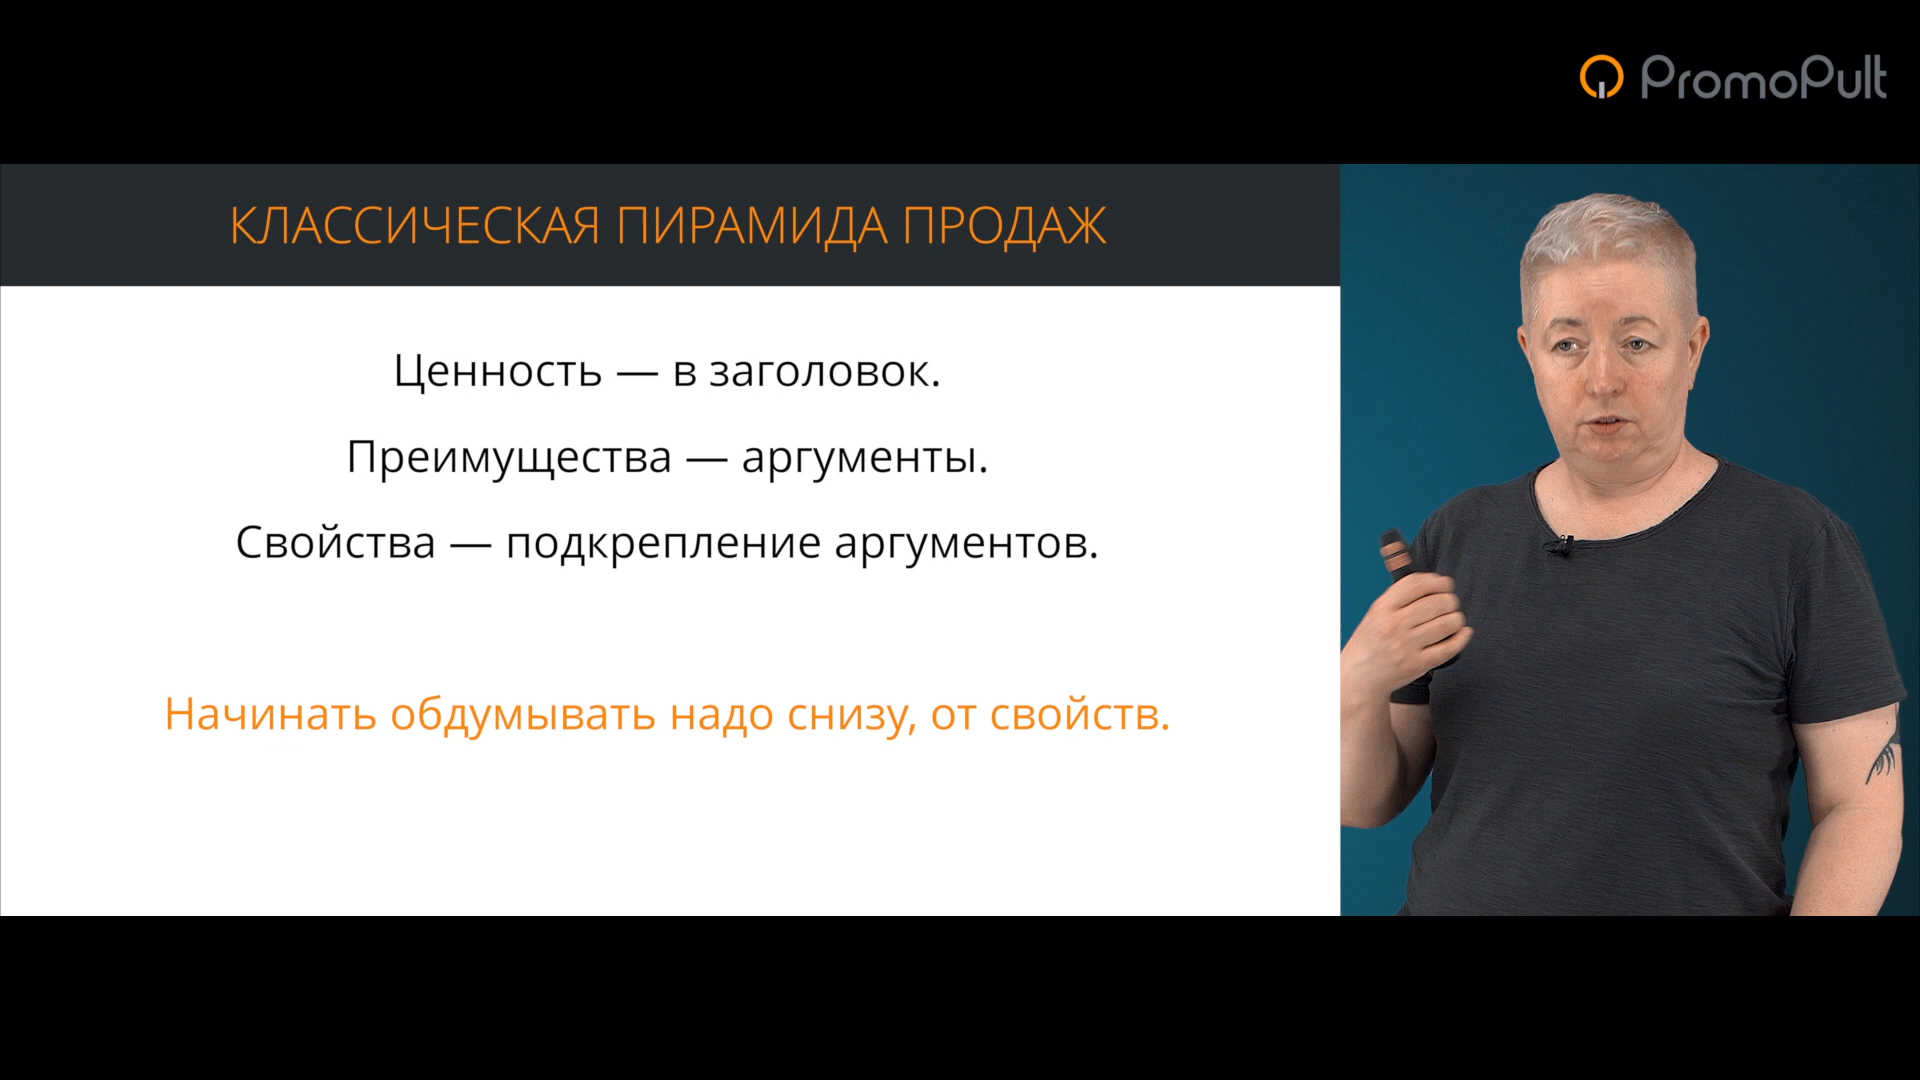 PromoPult
КЛАССИЧЕСКАЯ ПИРАМИДА ПРОДАЖ
Ценность — в заголовок.
Преимущества — аргументы.
Свойства — подкрепление аргументов.
Начинать обдумывать надо снизу, от свойств.